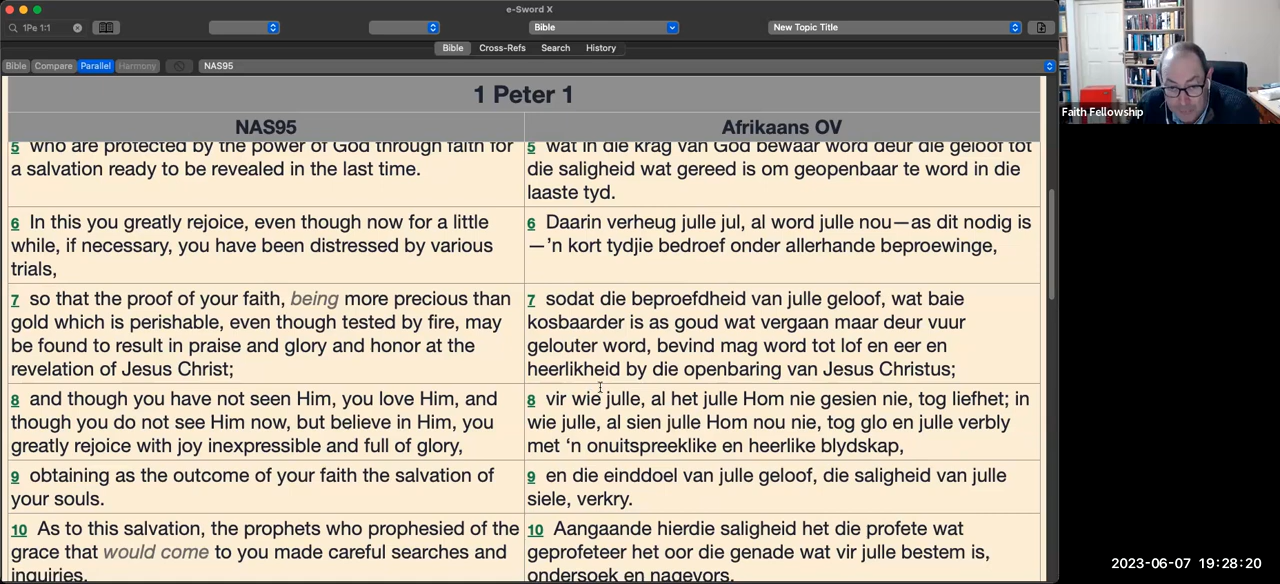 e-Sword X
1Pe 1:1
Bible
New Topic Title
Bible Cross-Refs Search History
Bible Compare Parallel Harmony NAS95
1 Peter 1
NAS95
5 who are protected by the power of God through faith for
a salvation ready to be revealed in the last time.
6 In this you greatly rejoice, even though now for a little
while, if necessary, you have been distressed by various
trials,
7 so that the proof of your faith, being more precious than
gold which is perishable, even though tested by fire, may
be found to result in praise and glory and honor at the
revelation of Jesus Christ;
8 and though you have not seen Him, you love Him, and
though you do not see Him now, but believe in Him, you
greatly rejoice with joy inexpressible and full of glory,
9 obtaining as the outcome of your faith the salvation of
your souls.
10 As to this salvation, the prophets who prophesied of the
grace that would come to you made careful searches and
inquiries,
Afrikaans OV
5 wat in die krag van God bewaar word deur die geloof tot
die saligheid wat gereed is om geopenbaar te word in die
laaste tyd.
6 Daarin verheug julle jul, al word julle nou—as dit nodig is
—’n kort tydjie bedroef onder allerhande beproewinge,
7 sodat die beproefdheid van julle geloof, wat baie
kosbaarder is as goud wat vergaan maar deur vuur
gelouter word, bevind mag word tot lof en eer en
heerlikheid by die openbaring van Jesus Christus;
8 vir wie julle, al het julle Hom nie gesien nie, tog liefhet; in
wie julle, al sien julle Hom nou nie, tog glo en julle verbly
met ‘n onuitspreeklike en heerlike blydskap,
9 en die einddoel van julle geloof, die saligheid van julle
siele, verkry.
10 Aangaande hierdie saligheid het die profete wat
geprofeteer het oor die genade wat vir julle bestem is,
ondersoek en nagevors.
Faith Fellowship
2023-06-07 19:28:20